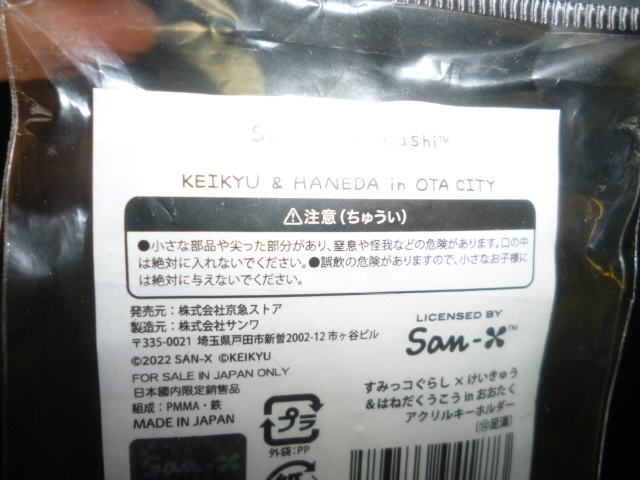 KEIKYU & HANEDA in OTA CITY
⚠注意(ちゅうい)
●小さな部品や尖った部分があり、窒息や怪我などの危険があります。口の中
は絶対に入れないでください。●誤飲の危険がありますので、小さなお子様に
は絶対に与えないでください。
発売元:株式会社京急ストア
製造元:株式会社サンワ
〒335-0021 埼玉県戸田市新曽2002-12 市ヶ谷ビル
©2022 SAN-X ©KEIKYU
FOR SALE IN JAPAN ONLY
日本國内限定銷售品
組成:PMMA・鉄
MADE IN JAPAN
プラ
外袋:PP
LICENSED BY
San-X™
すみっコぐらし×けいきゅう
&はねだくうこう in おおたく
アクリルキーホルダー
(⑫足湯)
San-X